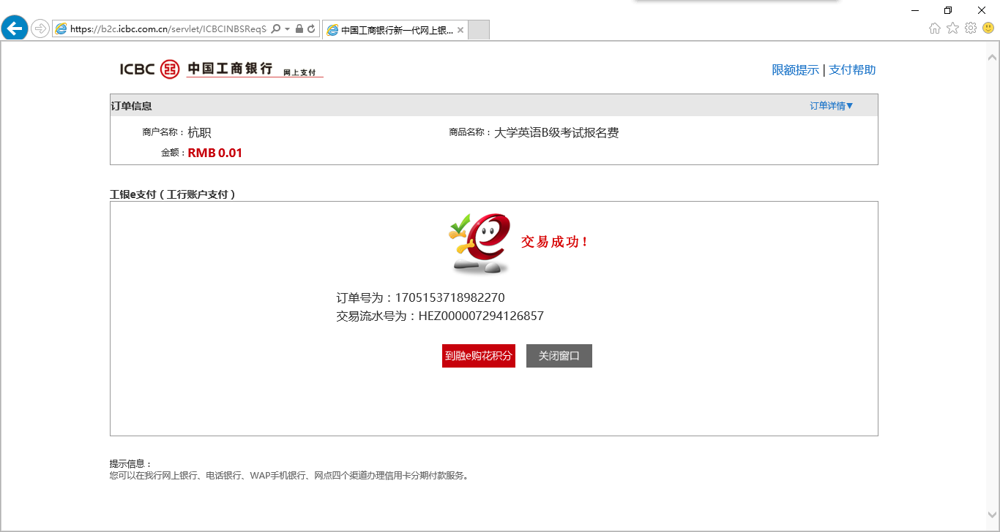 https://b2c.icbc.com.cn/servlet/ICBCINBSReqS
中国工商银行新一代网上银...
ICBC 中国工商银行 网上支付
限额提示 | 支付帮助
订单信息 订单详情▼
商户名称：杭职 商品名称：大学英语B级考试报名费
金额：RMB 0.01
工银e支付（工行账户支付）
交易成功！
订单号为：1705153718982270
交易流水号为：HEZ000007294126857
到融e购花积分 关闭窗口
提示信息：
您可以在我行网上银行、电话银行、WAP手机银行、网点四个渠道办理信用卡分期付款服务。